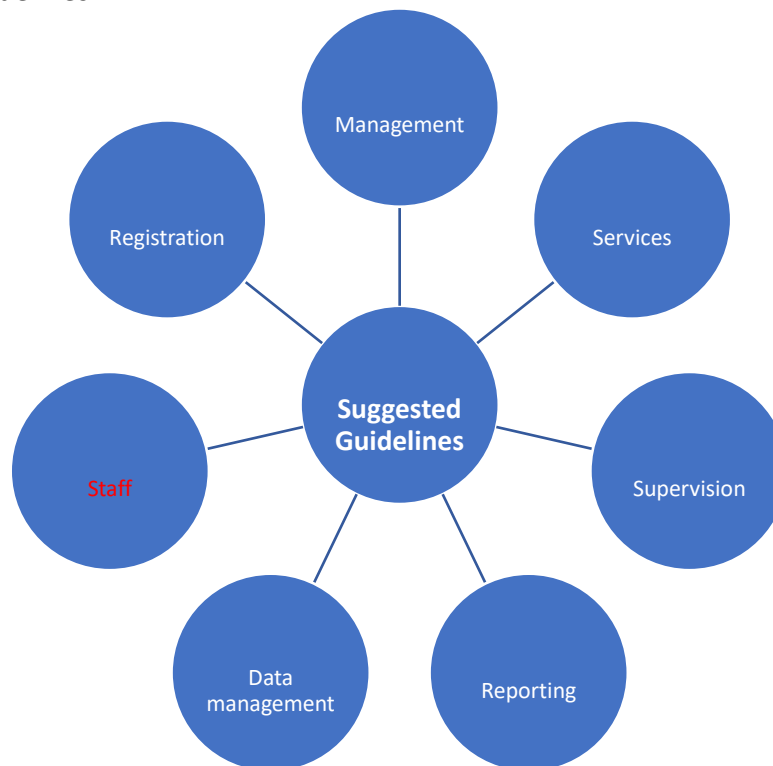 Management
Registration
Services
Suggested
Guidelines
Staff
Supervision
Data
management
Reporting